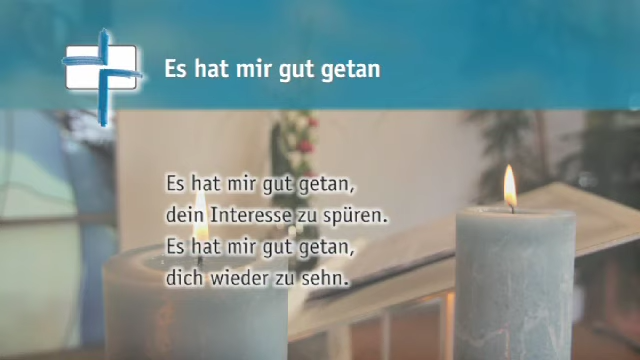 Es hat mir gut getan
Es hat mir gut getan,
dein Interesse zu spüren.
Es hat mir gut getan,
dich wieder zu sehn.